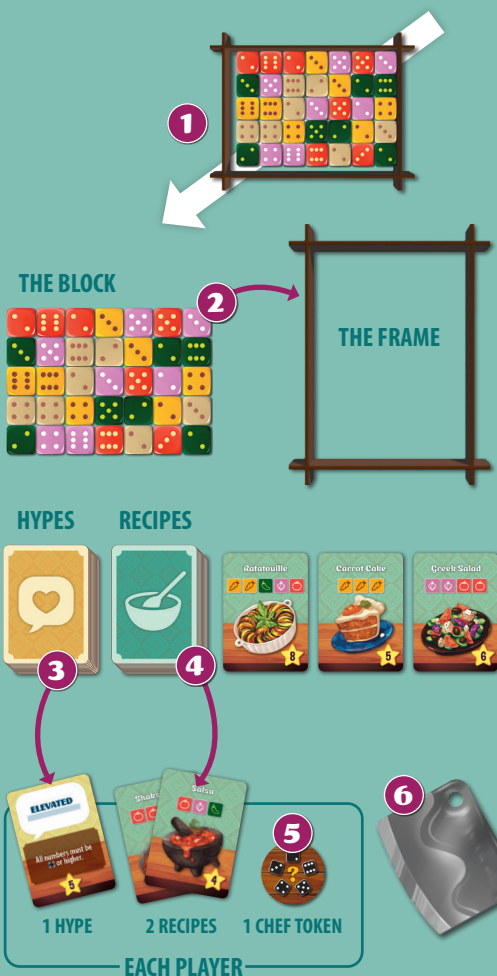 1
THE BLOCK
2
THE FRAME
HYPES
RECIPES
Ratatouille
8
Carrot Cake
5
Greek Salad
6
3
4
ELEVATED
All numbers must be
or higher.
5
Salsa
4
5
?
6
1 HYPE
2 RECIPES
1 CHEF TOKEN
EACH PLAYER